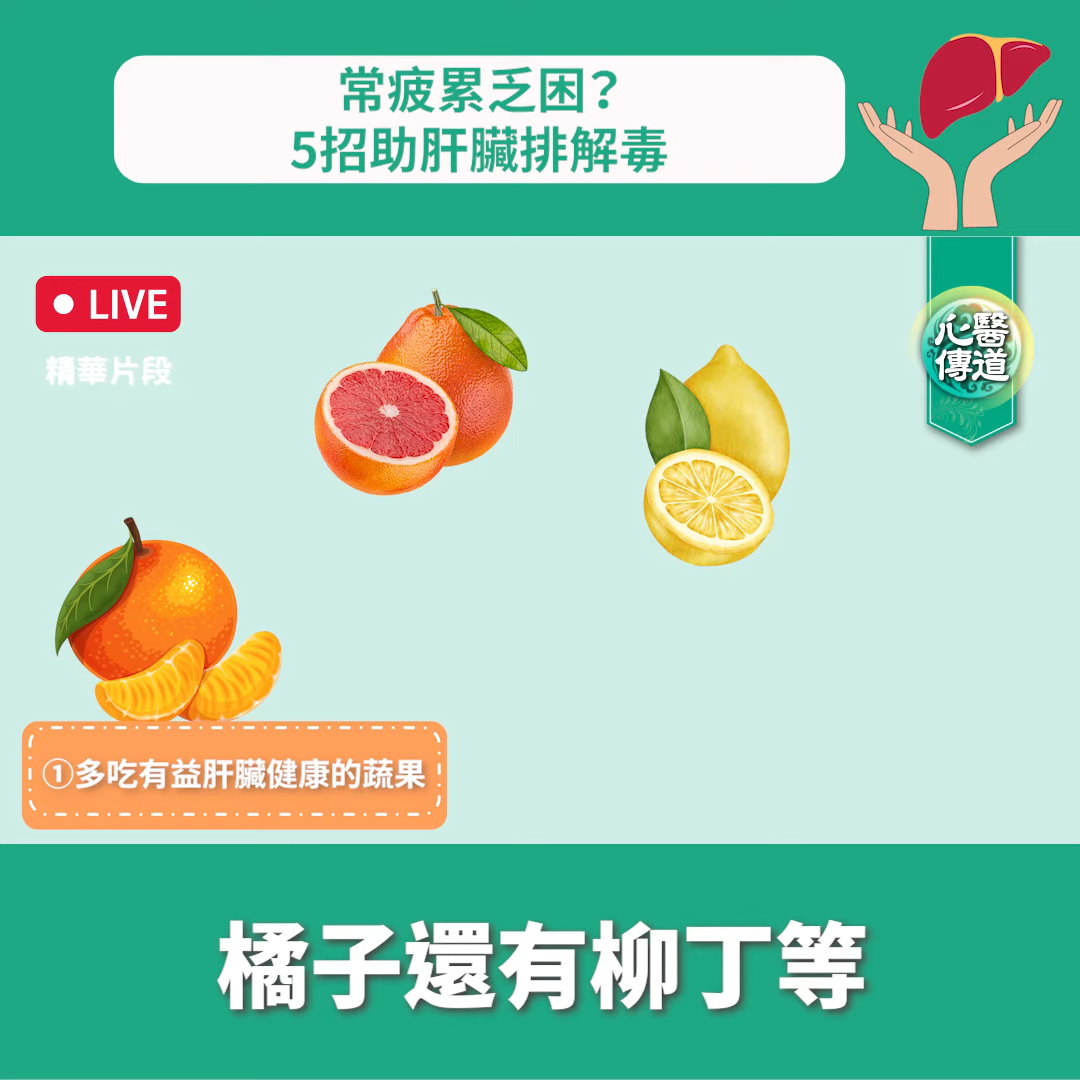 常疲累乏困？
5招助肝臟排解毒
LIVE
精華片段
心醫
傳道
①多吃有益肝臟健康的蔬果
橘子還有柳丁等